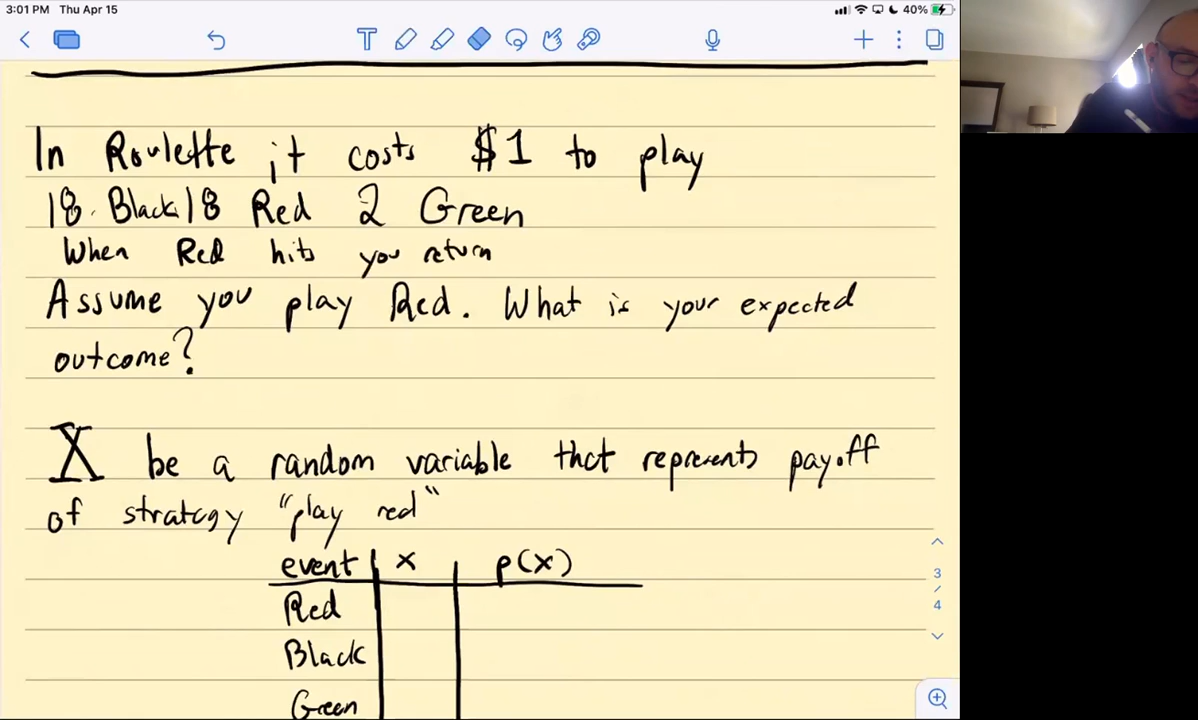 3:01 PM Thu Apr 15
40%
In Roulette it costs $1 to play
18 Black 18 Red 2 Green
When Red hits you return
Assume you play Red. What is your expected
outcome?
X be a random variable that represents payoff
of strategy "play red"
event x p(x)
Red
Black
Green
3
/
4